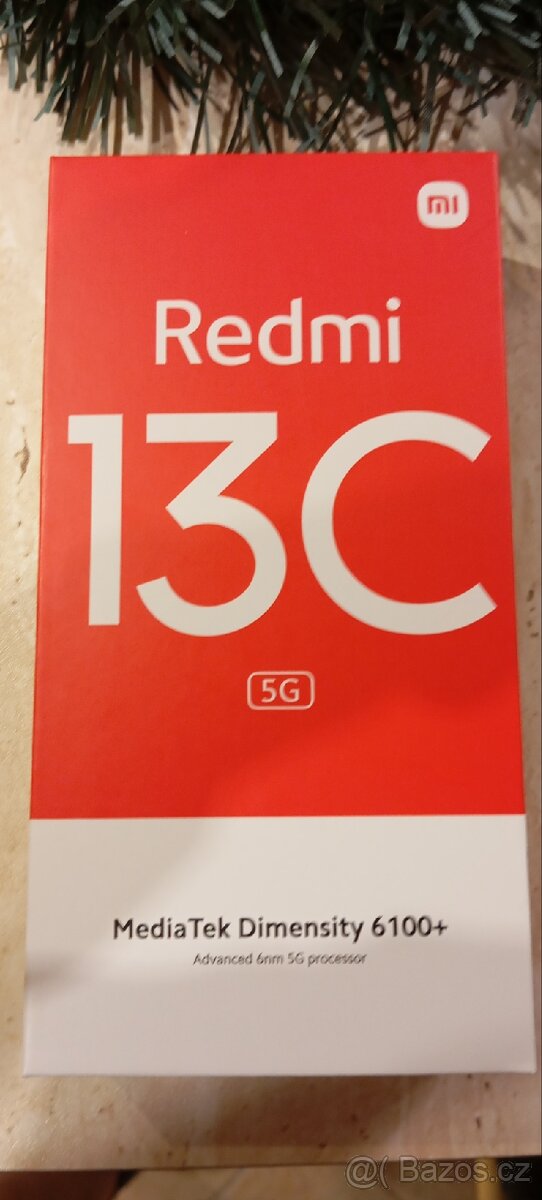 mi
Redmi
13C
5G
MediaTek Dimensity 6100+
Advanced 6nm 5G processor
@( Bazos.cz